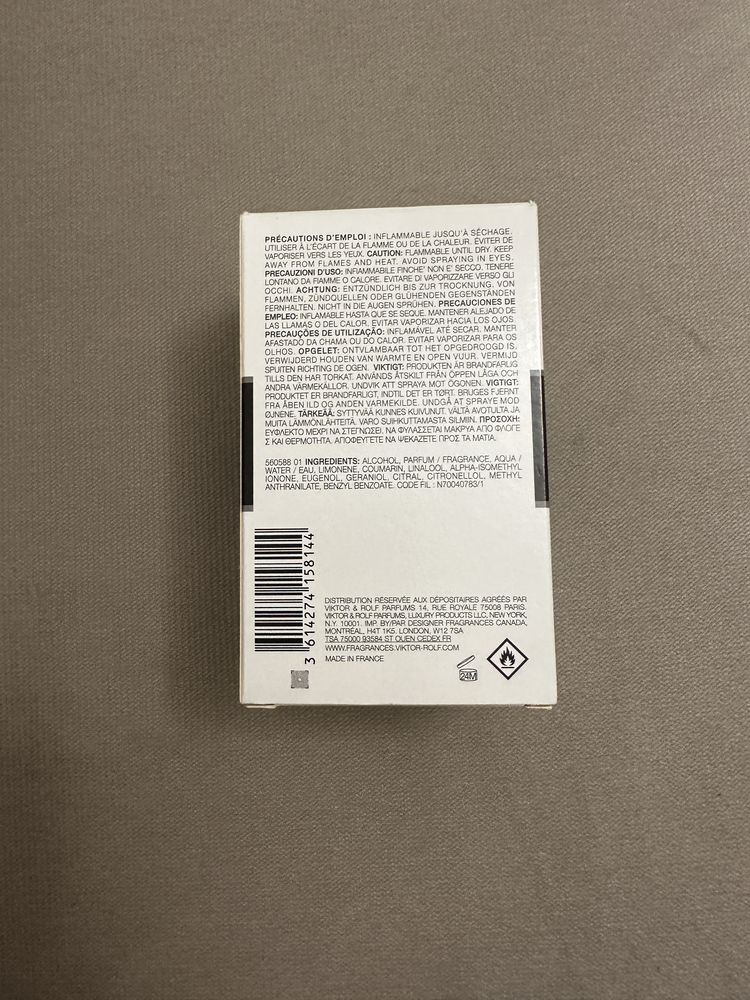 PRÉCAUTIONS D'EMPLOI : INFLAMMABLE JUSQU'À SÉCHAGE.
UTILISER À L'ÉCART DE LA FLAMME OU DE LA CHALEUR. ÉVITER DE
VAPORISER VERS LES YEUX. CAUTION: FLAMMABLE UNTIL DRY. KEEP
AWAY FROM FLAMES AND HEAT. AVOID SPRAYING IN EYES.
PRECAUZIONI D'USO: INFIAMMABILE FINCHE' NON E' SECCO, TENERE
LONTANO DA FIAMME O CALORE. EVITARE DI VAPORIZZARE VERSO GLI
OCCHI. ACHTUNG: ENTZÜNDLICH BIS ZUR TROCKNUNG. VON
FLAMMEN, ZÜNDQUELLEN ODER GLÜHENDEN GEGENSTÄNDEN
FERNHALTEN. NICHT IN DIE AUGEN SPRÜHEN. PRECAUCIONES DE
EMPLEO: INFLAMABLE HASTA QUE SE SEQUE. MANTENER ALEJADO DE
LAS LLAMAS O DEL CALOR. EVITAR VAPORIZAR HACIA LOS OJOS.
PRECAUÇÕES DE UTILIZAÇÃO: INFLAMÁVEL ATÉ SECAR. MANTER
AFASTADO DA CHAMA OU DO CALOR. EVITAR VAPORIZAR PARA OS
OLHOS. OPGELET: ONTVLAMBAAR TOT HET OPGEDROOGD IS.
VERWIJDERD HOUDEN VAN WARMTE EN OPEN VUUR. VERMIJD
SPUITEN RICHTING DE OGEN. VIKTIGT: PRODUKTEN ÄR BRANDFARLIG
TILLS DEN HAR TORKAT. ANVÄNDS ÅTSKILT FRÅN ÖPPEN LÅGA OCH
ANDRA VÄRMEKÄLLOR. UNDVIK ATT SPRAYA MOT ÖGONEN. VIGTIGT:
PRODUKTET ER BRANDFARLIGT, INDTIL DET ER TØRT. BRUGES FJERNT
FRA ÅBEN ILD OG ANDEN VARMEKILDE. UNDGÅ AT SPRAYE MOD
ØJNENE. TÄRKEÄÄ: SYTTYVÄÄ KUNNES KUIVUNUT. VÄLTÄ AVOTULTA JA
MUITA LÄMMÖNLÄHTEITÄ. VARO SUIHKUTTAMASTA SILMIIN. ΠΡΟΣΟΧΗ:
ΕΥΦΛΕΚΤΟ ΜΕΧΡΙ ΝΑ ΣΤΕΓΝΩΣΕΙ. ΝΑ ΦΥΛΑΣΣΕΤΑΙ ΜΑΚΡΥΑ ΑΠΟ ΦΛΟΓΕ
Σ ΚΑΙ ΘΕΡΜΟΤΗΤΑ. ΑΠΟΦΕΥΓΕΤΕ ΝΑ ΨΕΚΑΖΕΤΕ ΠΡΟΣ ΤΑ ΜΑΤΙΑ.
560588 01 INGREDIENTS: ALCOHOL, PARFUM / FRAGRANCE, AQUA /
WATER / EAU, LIMONENE, COUMARIN, LINALOOL, ALPHA-ISOMETHYL
IONONE, EUGENOL, GERANIOL, CITRAL, CITRONELLOL, METHYL
ANTHRANILATE, BENZYL BENZOATE. CODE FIL : N70040783/1
3 614274 158144
DISTRIBUTION RÉSERVÉE AUX DÉPOSITAIRES AGRÉÉS PAR
VIKTOR & ROLF PARFUMS 14, RUE ROYALE 75008 PARIS.
VIKTOR & ROLF PARFUMS, LUXURY PRODUCTS LLC, NEW YORK,
N.Y. 10001. IMP. BY/PAR DESIGNER FRAGRANCES CANADA,
MONTRÉAL, H4T 1K5. LONDON, W12 7SA
TSA 75000 93584 ST OUEN CEDEX FR
WWW.FRAGRANCES.VIKTOR-ROLF.COM
MADE IN FRANCE
24M